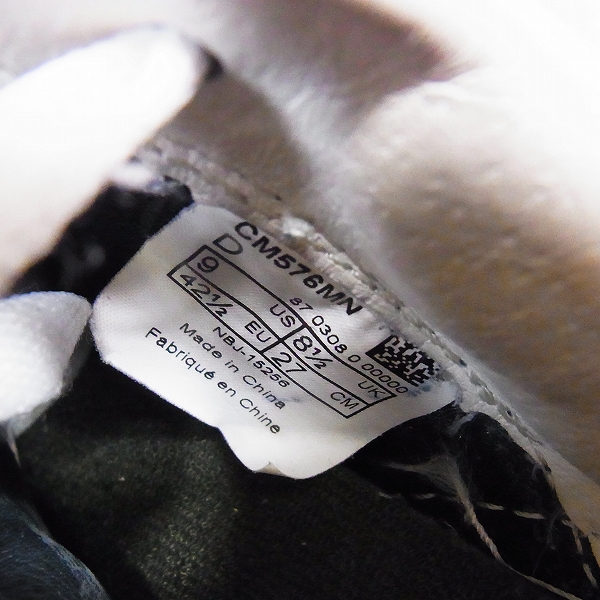 CM576MN
D 87 0308 0 00000
9 US 8½ UK
42½ EU 27 CM
NBJ-15256
Made in China
Fabriqué en Chine